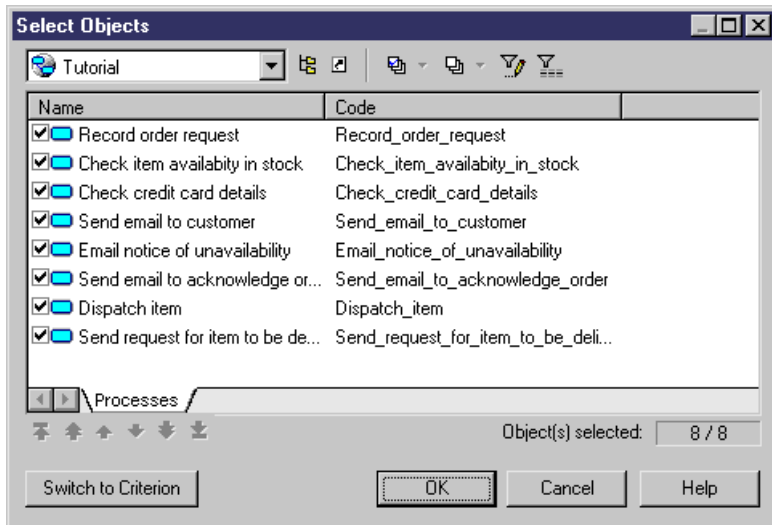 Select Objects
Tutorial
Name Code
Record order request Record_order_request
Check item availabity in stock Check_item_availabity_in_stock
Check credit card details Check_credit_card_details
Send email to customer Send_email_to_customer
Email notice of unavailability Email_notice_of_unavailability
Send email to acknowledge or... Send_email_to_acknowledge_order
Dispatch item Dispatch_item
Send request for item to be de... Send_request_for_item_to_be_deli...
Processes
Object(s) selected: 8 / 8
Switch to Criterion OK Cancel Help